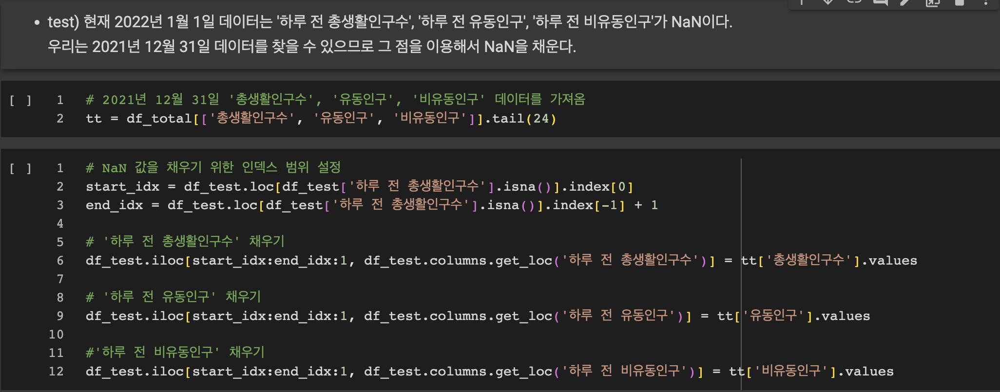 test) 현재 2022년 1월 1일 데이터는 '하루 전 총생활인구수', '하루 전 유동인구', '하루 전 비유동인구'가 NaN이다.
우리는 2021년 12월 31일 데이터를 찾을 수 있으므로 그 점을 이용해서 NaN을 채운다.
[ ] 1 # 2021년 12월 31일 '총생활인구수', '유동인구', '비유동인구' 데이터를 가져옴
2 tt = df_total[['총생활인구수', '유동인구', '비유동인구']].tail(24)
[ ] 1 # NaN 값을 채우기 위한 인덱스 범위 설정
2 start_idx = df_test.loc[df_test['하루 전 총생활인구수'].isna()].index[0]
3 end_idx = df_test.loc[df_test['하루 전 총생활인구수'].isna()].index[-1] + 1
4
5 # '하루 전 총생활인구수' 채우기
6 df_test.iloc[start_idx:end_idx:1, df_test.columns.get_loc('하루 전 총생활인구수')] = tt['총생활인구수'].values
7
8 # '하루 전 유동인구' 채우기
9 df_test.iloc[start_idx:end_idx:1, df_test.columns.get_loc('하루 전 유동인구')] = tt['유동인구'].values
10
11 #'하루 전 비유동인구' 채우기
12 df_test.iloc[start_idx:end_idx:1, df_test.columns.get_loc('하루 전 비유동인구')] = tt['비유동인구'].values